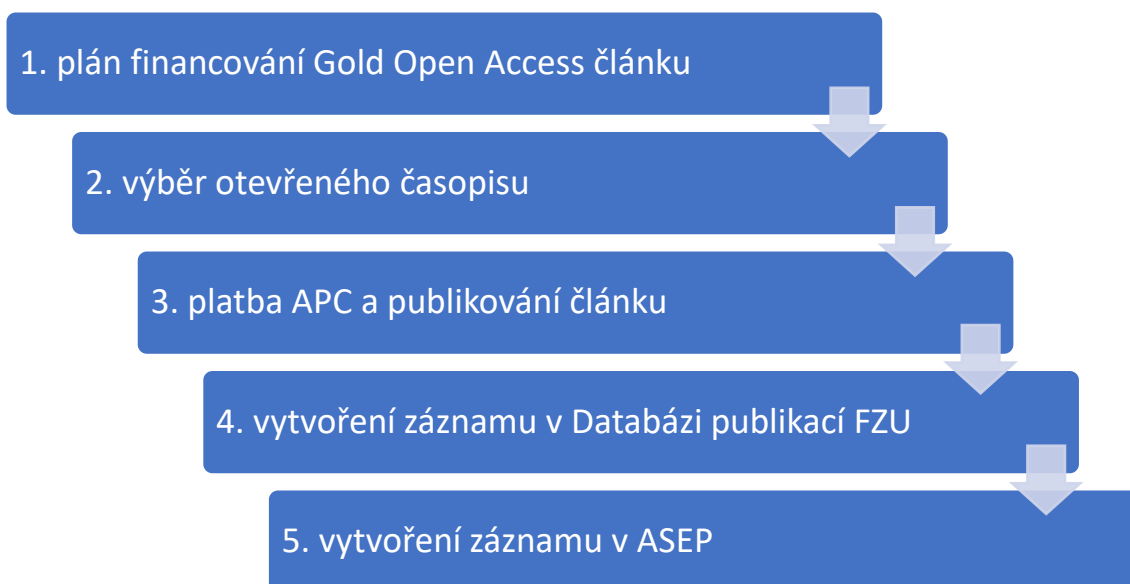 1. plán financování Gold Open Access článku
2. výběr otevřeného časopisu
3. platba APC a publikování článku
4. vytvoření záznamu v Databázi publikací FZU
5. vytvoření záznamu v ASEP